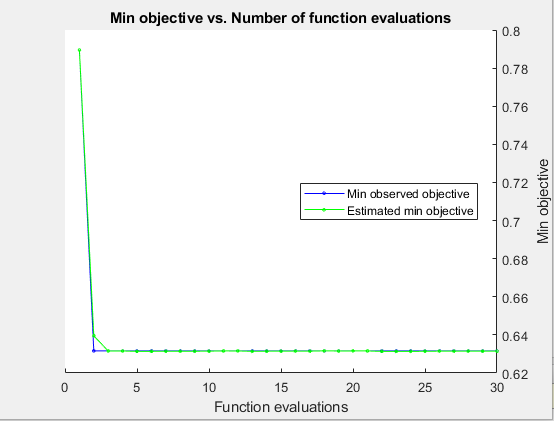 Min objective vs. Number of function evaluations
0.8
0.78
0.76
0.74
0.72
0.7
0.68
0.66
0.64
0.62
Min objective
Min observed objective
Estimated min objective
0 5 10 15 20 25 30
Function evaluations